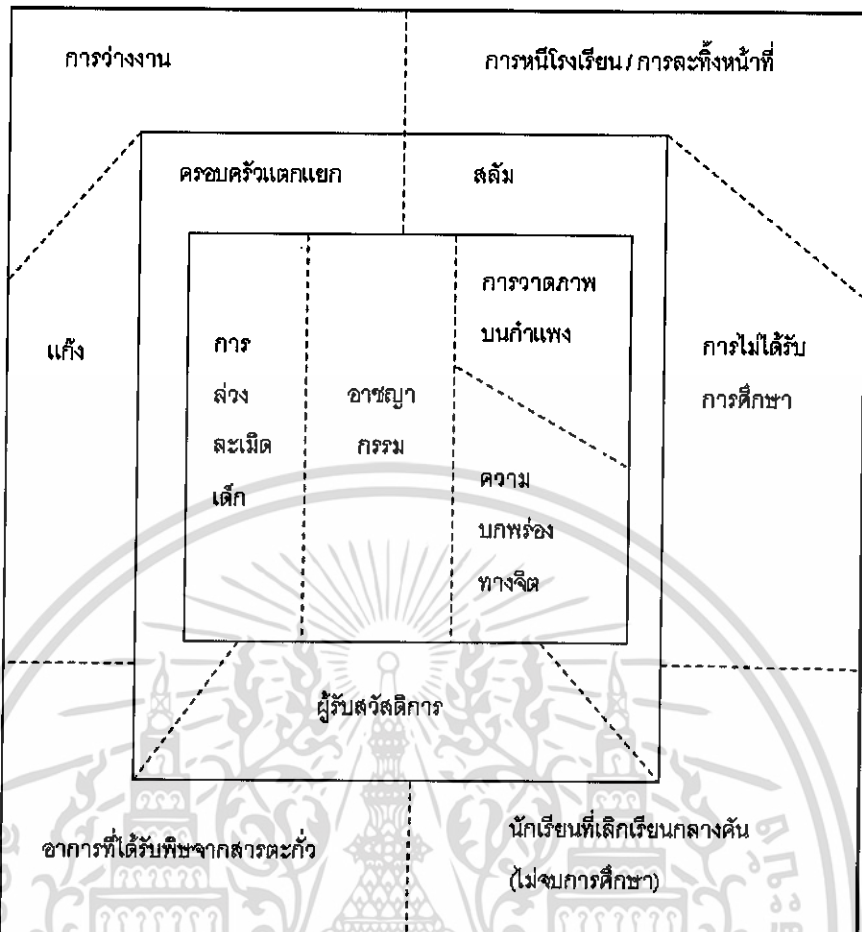 การว่างงาน
การหนีโรงเรียน / การละทิ้งหน้าที่
ครอบครัวแตกแยก
สลัม
การวาดภาพ
บนกำแพง
แก๊ง
การ
ล่วง
ละเมิด
เด็ก
อาชญา
กรรม
ความ
บกพร่อง
ทางจิต
การไม่ได้รับ
การศึกษา
ผู้รับสวัสดิการ
อาการที่ได้รับพิษจากสารตะกั่ว
นักเรียนที่เลิกเรียนกลางคัน
(ไม่จบการศึกษา)